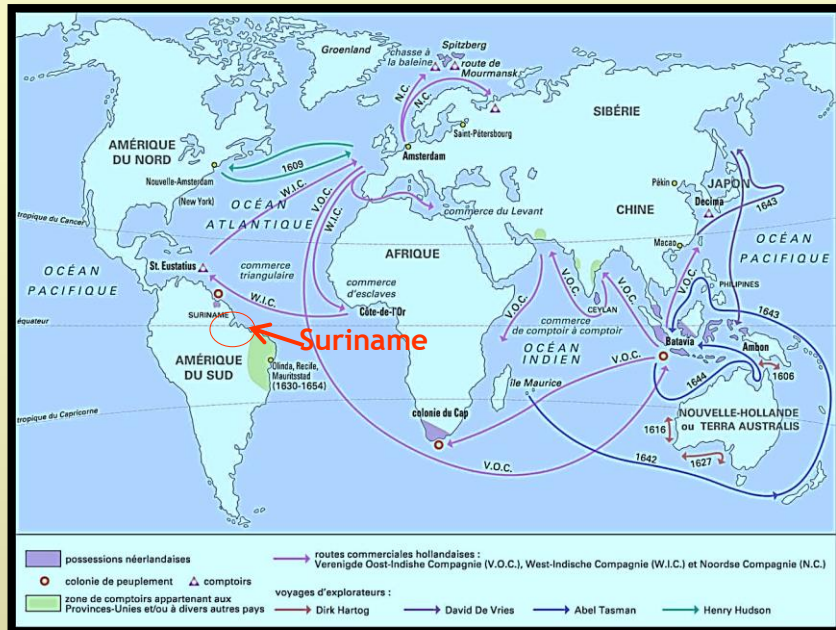 Groenland
chasse à
la baleine
Spitzberg
route de
Mourmansk
N.C.
N.C.
SIBÉRIE
Saint-Pétersbourg
AMÉRIQUE
DU NORD
Amsterdam
1609
Nouvelle-Amsterdam
(New York)
W.I.C.
V.O.C.
W.I.C.
OCÉAN
ATLANTIQUE
commerce du Levant
Pékin
JAPON
Decima
1643
CHINE
Macao
tropique du Cancer
AFRIQUE
OCÉAN
PACIFIQUE
OCÉAN
PACIFIQUE
St. Eustatius
commerce
triangulaire
commerce
d'esclaves
W.I.C.
Côte-de-l'Or
V.O.C.
V.O.C.
V.O.C.
V.O.C.
CEYLAN
PHILIPINES
1643
SURINAME
équateur
Suriname
commerce
de comptoir à comptoir
OCÉAN
INDIEN
Batavia
Ambon
AMÉRIQUE
DU SUD
Olinda, Recile,
Mauritsstad
(1630-1654)
V.O.C.
île Maurice
1644
1606
tropique du Capricorne
colonie du Cap
NOUVELLE-HOLLANDE
ou TERRA AUSTRALIS
1616
1642
1627
V.O.C.
possessions néerlandaises
routes commerciales hollandaises :
Verenigde Oost-Indishe Compagnie (V.O.C.), West-Indische Compagnie (W.I.C.) et Noordse Compagnie (N.C.)
colonie de peuplement
comptoirs
zone de comptoirs appartenant aux
Provinces-Unies et/ou à divers autres pays
voyages d'explorateurs :
Dirk Hartog
David De Vries
Abel Tasman
Henry Hudson